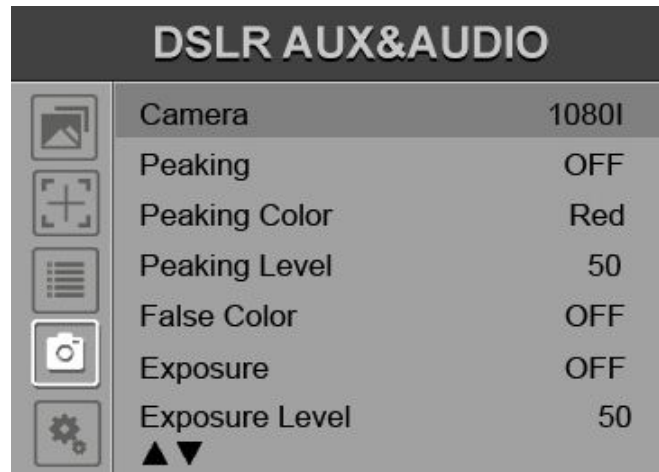 DSLR AUX&AUDIO
Camera 1080I
Peaking OFF
Peaking Color Red
Peaking Level 50
False Color OFF
Exposure OFF
Exposure Level 50
▲▼